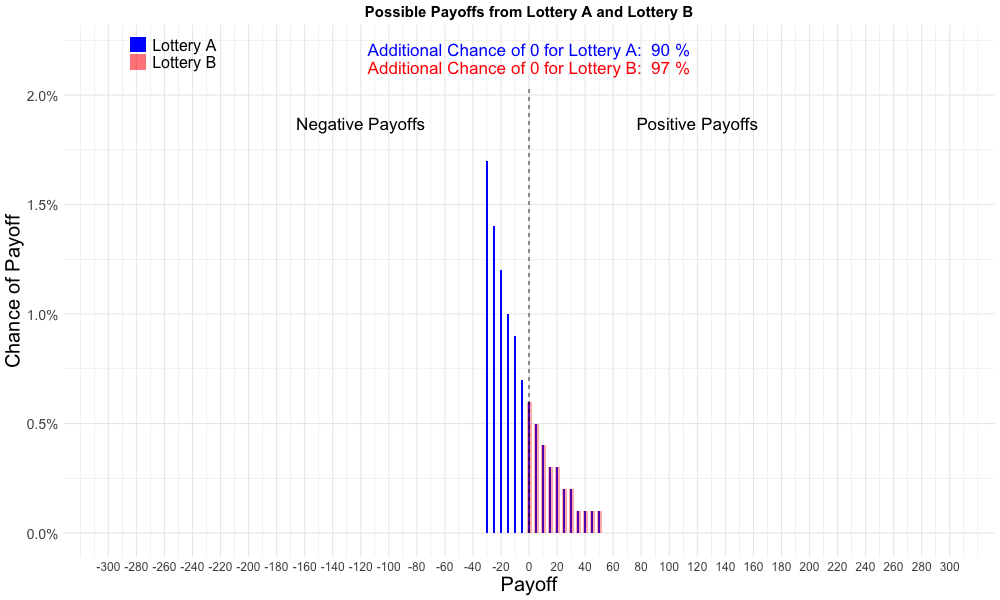 Possible Payoffs from Lottery A and Lottery B
Lottery A
Lottery B
Additional Chance of 0 for Lottery A:  90 %
Additional Chance of 0 for Lottery B:  97 %
Negative Payoffs
Positive Payoffs
Chance of Payoff
2.0%
1.5%
1.0%
0.5%
0.0%
-300 -280 -260 -240 -220 -200 -180 -160 -140 -120 -100 -80 -60 -40 -20 0 20 40 60 80 100 120 140 160 180 200 220 240 260 280 300
Payoff